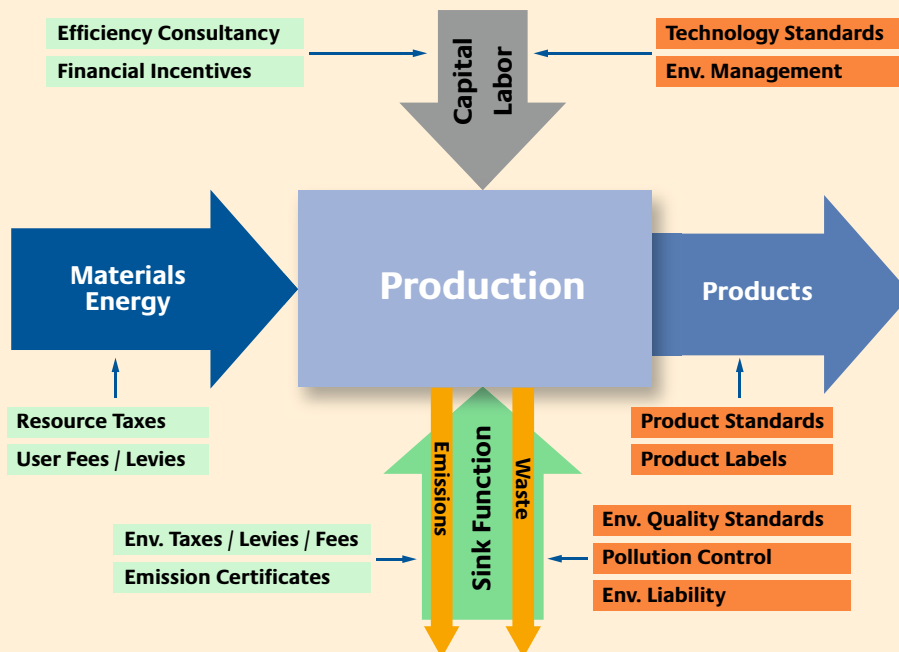 Efficiency Consultancy
Financial Incentives
Capital
Labor
Technology Standards
Env. Management
Materials
Energy
Production
Products
Resource Taxes
User Fees / Levies
Product Standards
Product Labels
Emissions
Sink Function
Waste
Env. Taxes / Levies / Fees
Emission Certificates
Env. Quality Standards
Pollution Control
Env. Liability